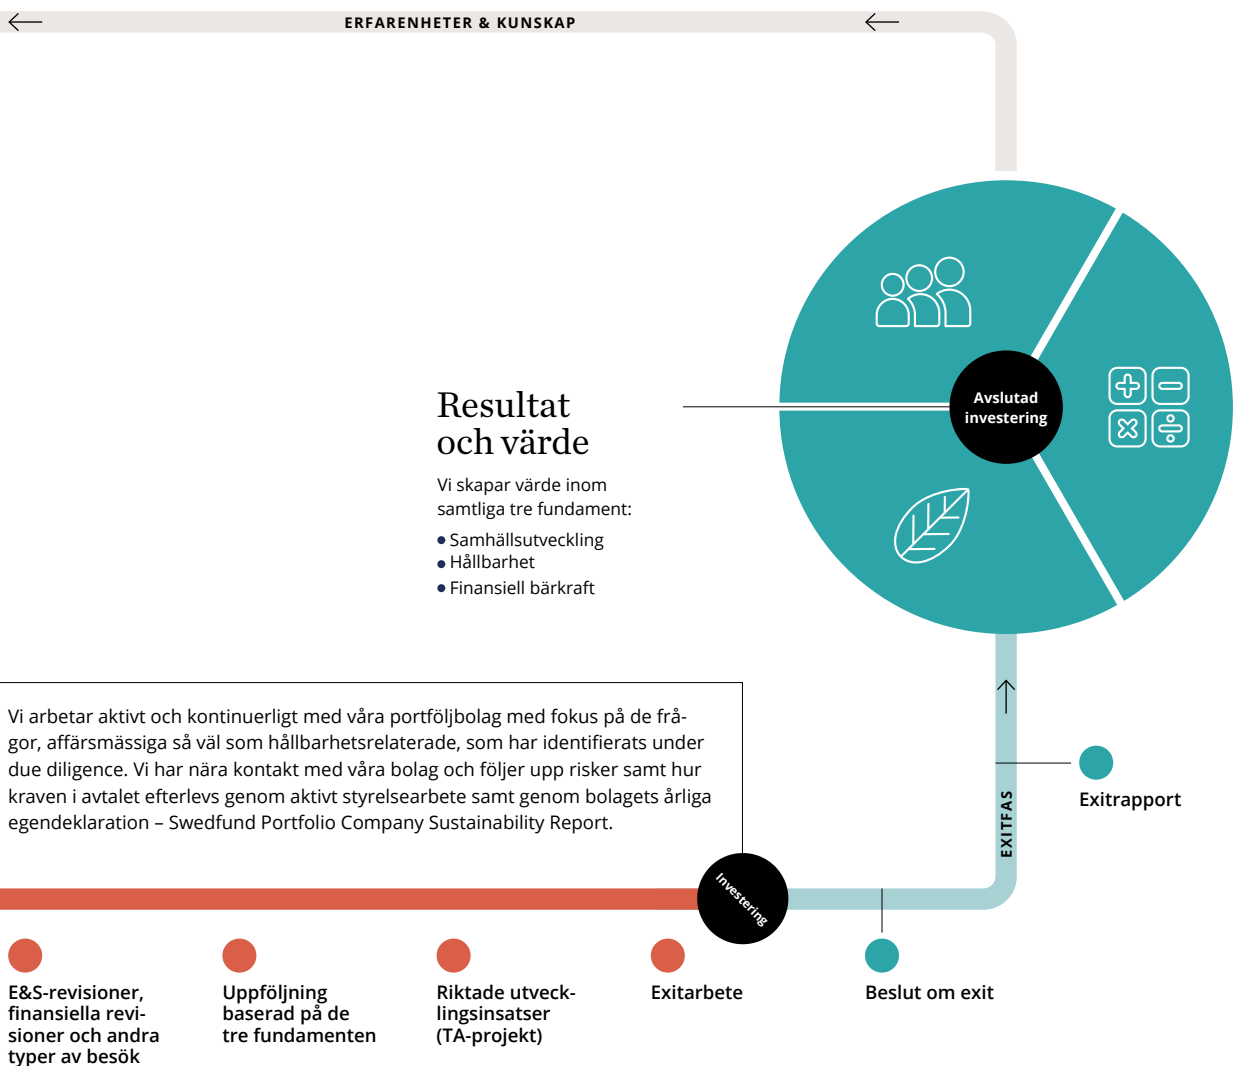 ERFARENHETER & KUNSKAP
Avslutad
investering
Resultat
och värde
Vi skapar värde inom
samtliga tre fundament:
• Samhällsutveckling
• Hållbarhet
• Finansiell bärkraft
Vi arbetar aktivt och kontinuerligt med våra portföljbolag med fokus på de frå-
gor, affärsmässiga så väl som hållbarhetsrelaterade, som har identifierats under
due diligence. Vi har nära kontakt med våra bolag och följer upp risker samt hur
kraven i avtalet efterlevs genom aktivt styrelsearbete samt genom bolagets årliga
egendeklaration – Swedfund Portfolio Company Sustainability Report.
EXITFAS
Exitrapport
Investering
E&S-revisioner,
finansiella revi-
sioner och andra
typer av besök
Uppföljning
baserad på de
tre fundamenten
Riktade utveck-
lingsinsatser
(TA-projekt)
Exitarbete
Beslut om exit